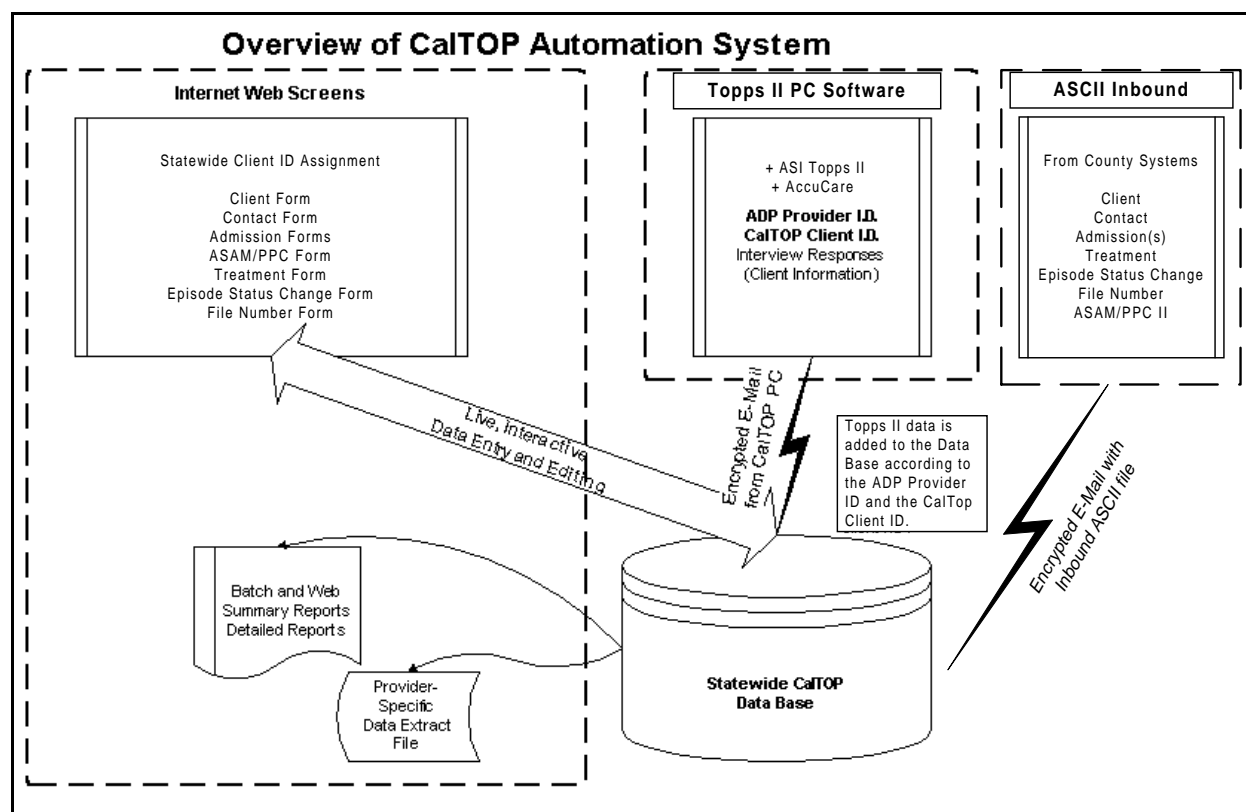 Overview of CalTOP Automation System
Internet Web Screens
Statewide Client ID Assignment
Client Form
Contact Form
Admission Forms
ASAM/PPC Form
Treatment Form
Episode Status Change Form
File Number Form
Topps II PC Software
+ ASI Topps II
+ AccuCare
ADP Provider I.D.
CalTOP Client I.D.
Interview Responses
(Client Information)
ASCII Inbound
From County Systems
Client
Contact
Admission(s)
Treatment
Episode Status Change
File Number
ASAM/PPC II
Live, Interactive
Data Entry and Editing
Encrypted E-Mail
from CalTOP PC
Topps II data is
added to the Data
Base according to
the ADP Provider
ID and the CalTop
Client ID.
Encrypted E-Mail with
Inbound ASCII file
Batch and Web
Summary Reports
Detailed Reports
Provider-
Specific
Data Extract
File
Statewide CalTOP
Data Base